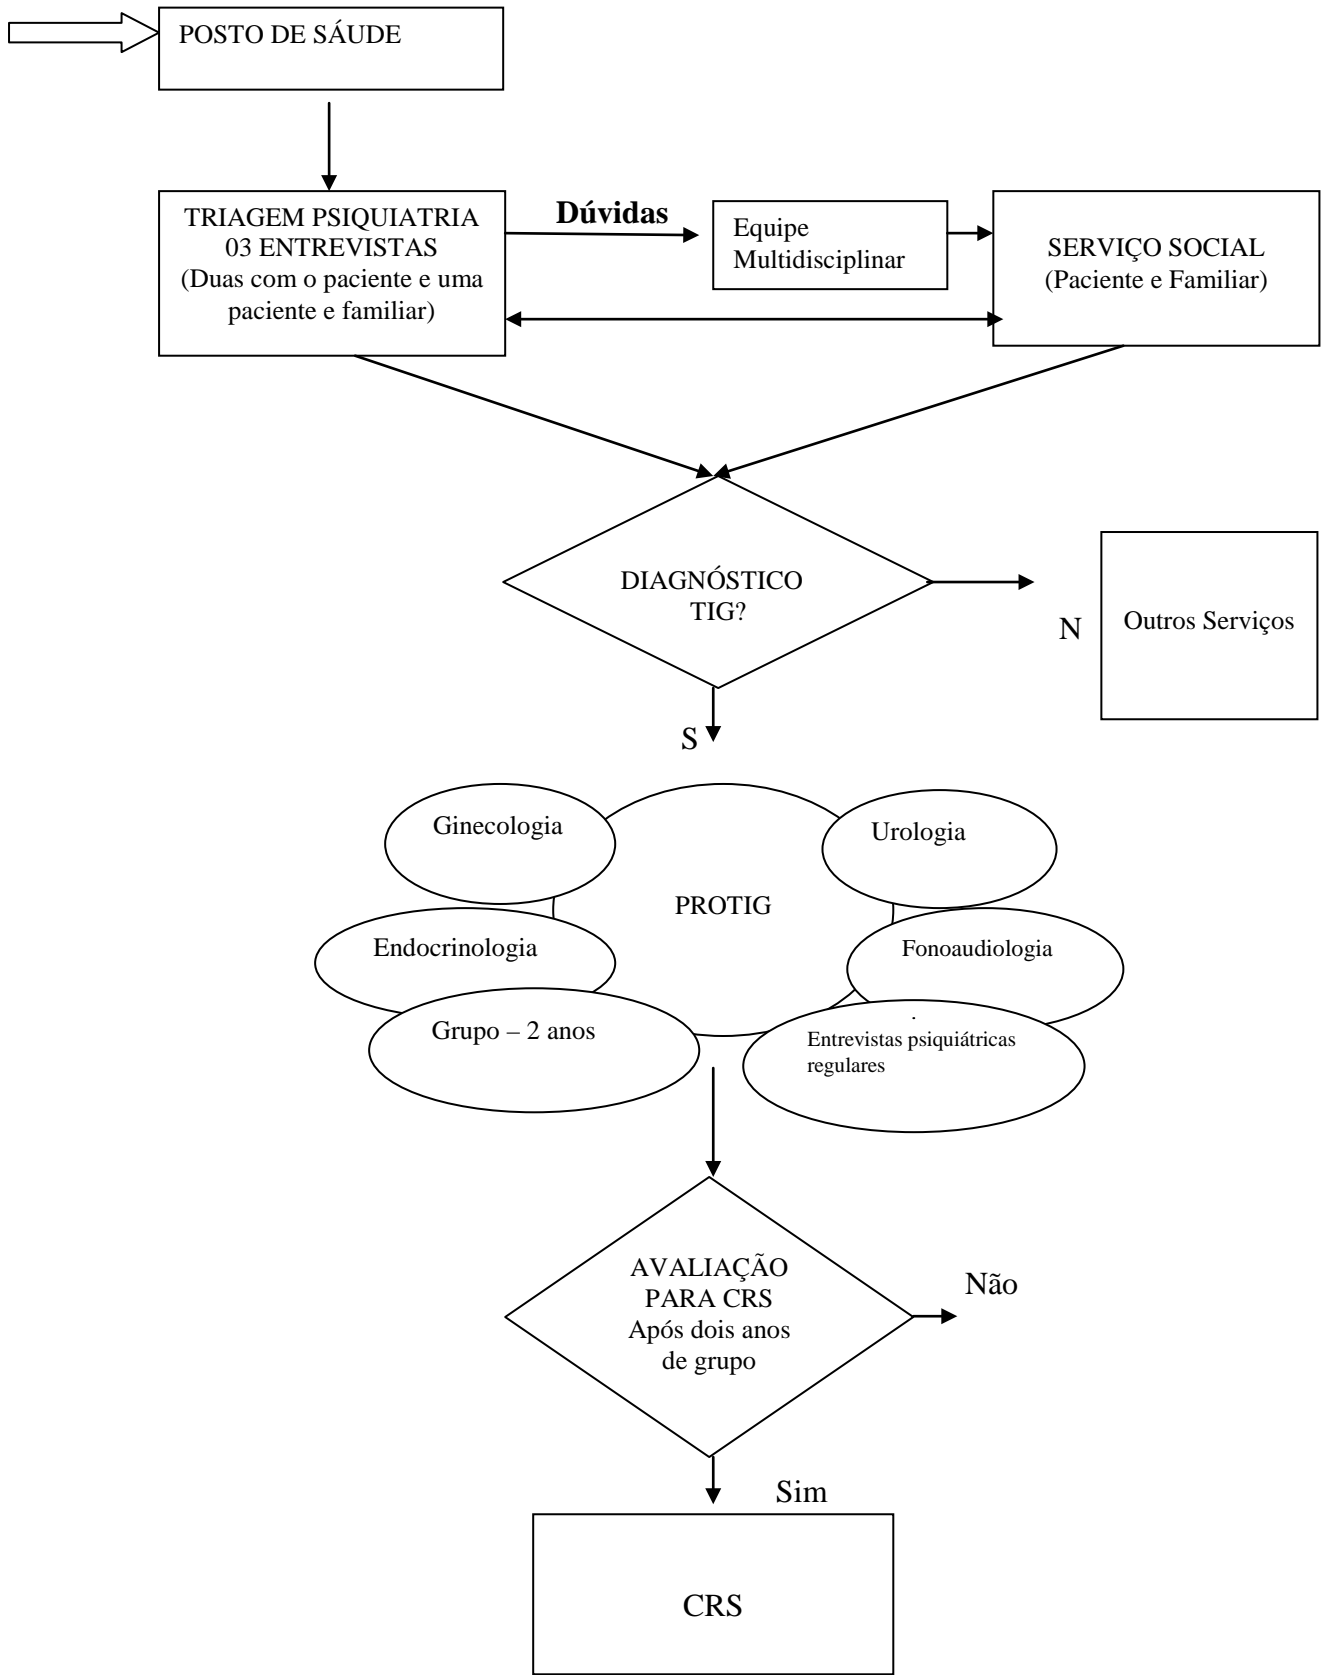 POSTO DE SÁUDE
TRIAGEM PSIQUIATRIA
03 ENTREVISTAS
(Duas com o paciente e uma
paciente e familiar)
Dúvidas
Equipe
Multidisciplinar
SERVIÇO SOCIAL
(Paciente e Familiar)
DIAGNÓSTICO
TIG?
N
Outros Serviços
S
Ginecologia
Urologia
PROTIG
Endocrinologia
Fonoaudiologia
Grupo – 2 anos
.
Entrevistas psiquiátricas
regulares
AVALIAÇÃO
PARA CRS
Após dois anos
de grupo
Não
Sim
CRS